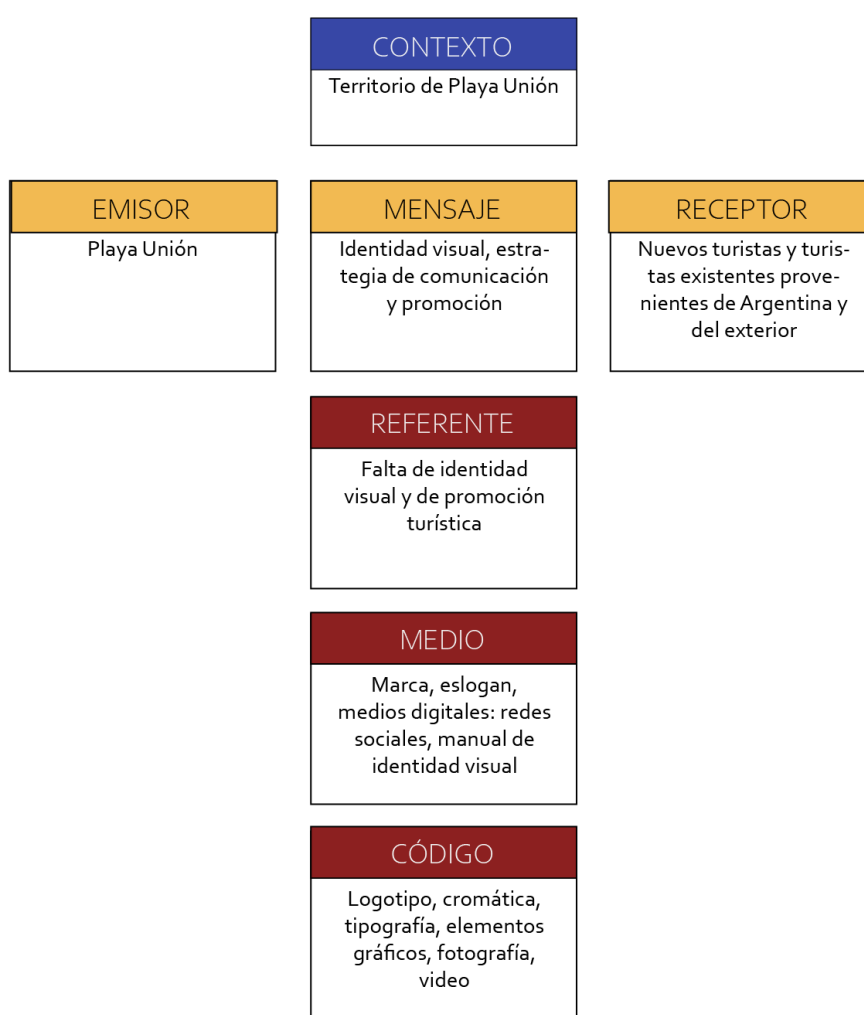 CONTEXTO
Territorio de Playa Unión
EMISOR
Playa Unión
MENSAJE
Identidad visual, estra-
tegia de comunicación
y promoción
RECEPTOR
Nuevos turistas y turis-
tas existentes prove-
nientes de Argentina y
del exterior
REFERENTE
Falta de identidad
visual y de promoción
turística
MEDIO
Marca, eslogan,
medios digitales: redes
sociales, manual de
identidad visual
CÓDIGO
Logotipo, cromática,
tipografía, elementos
gráficos, fotografía,
video